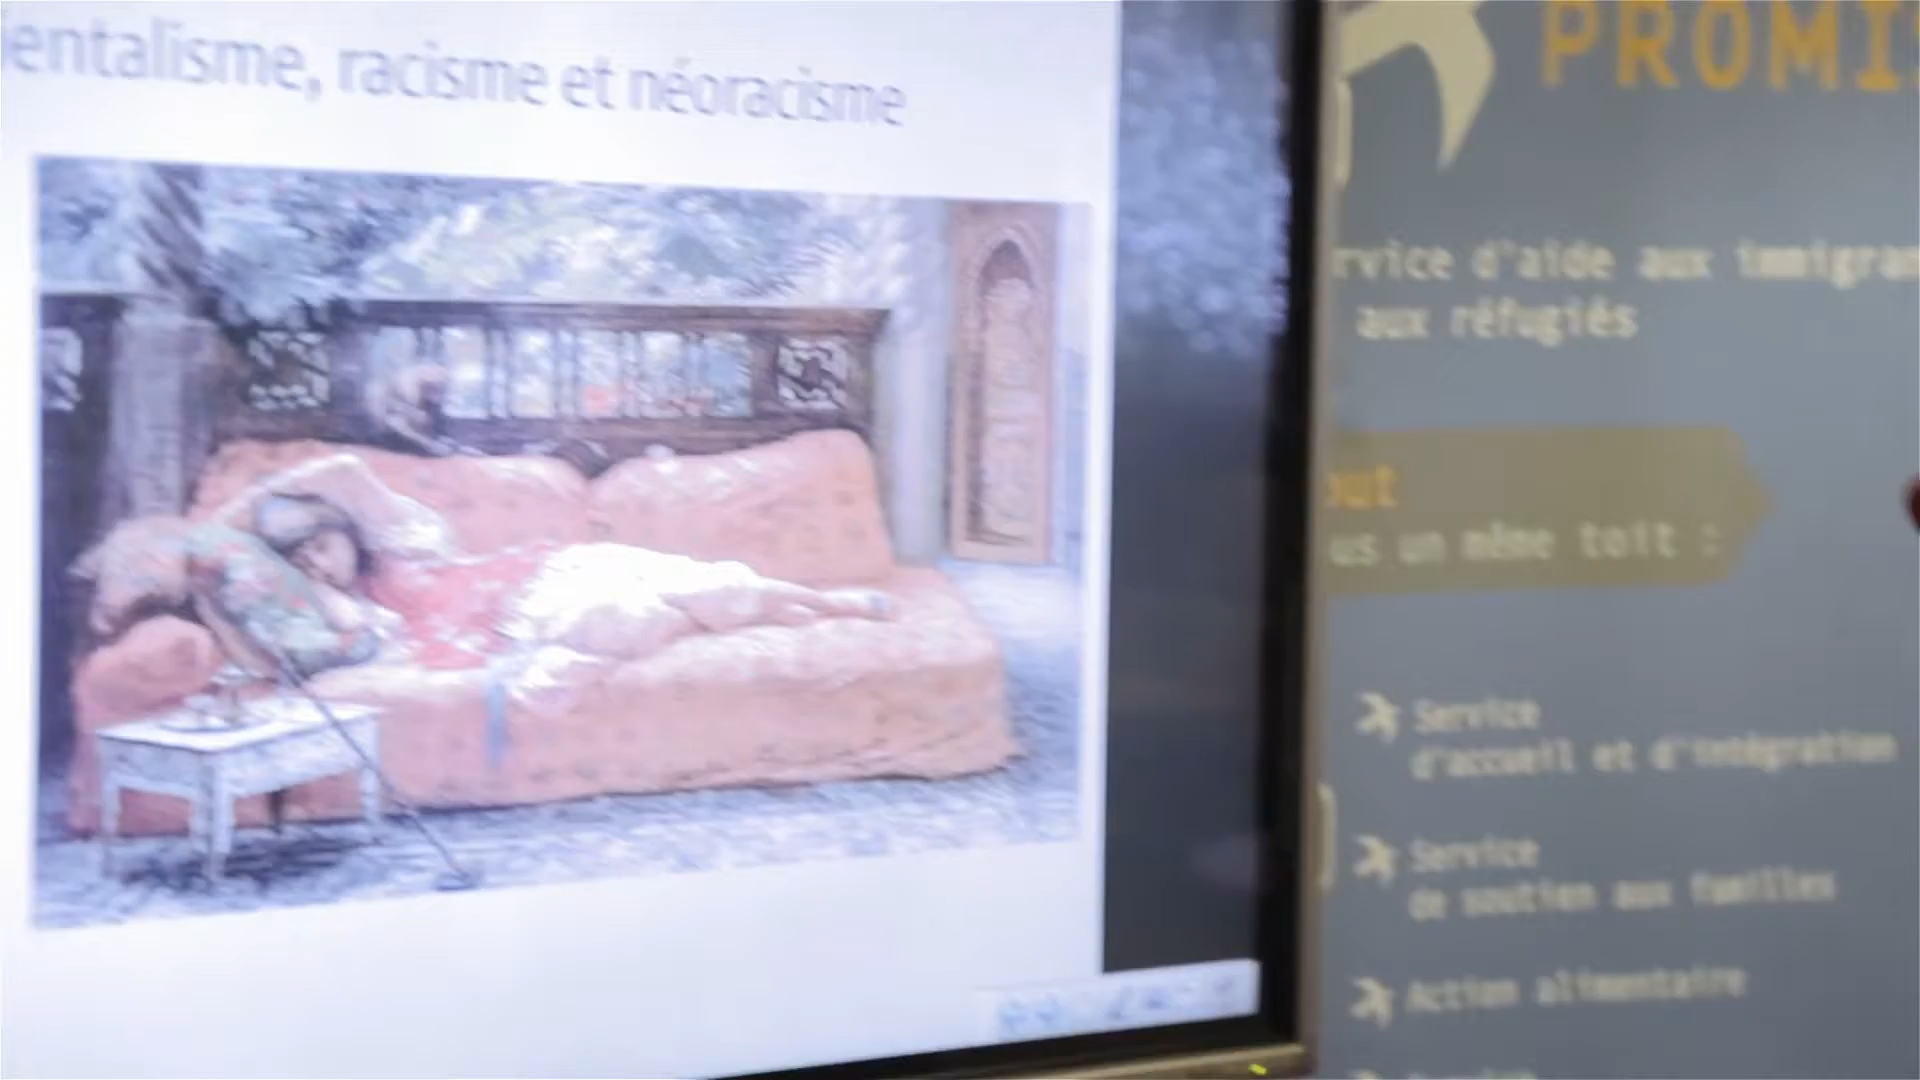 entalisme, racisme et néoracisme
PROMI
rvice d'aide aux immigran
aux réfugiés
out
us un même toit :
Service
d'accueil et d'intégration
Service
de soutien aux familles
Action alimentaire